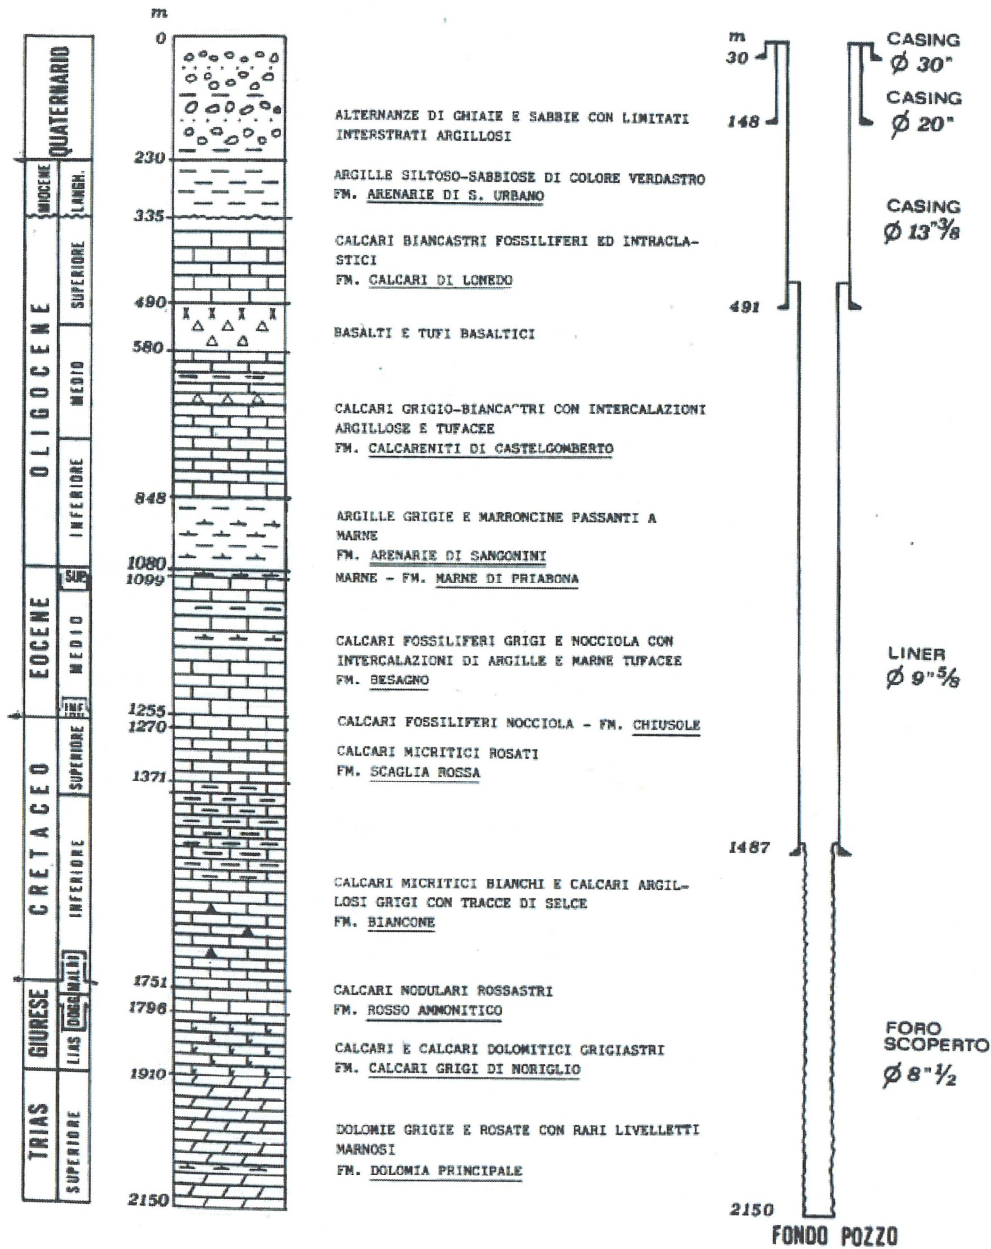 m
0
230
335
490
580
848
1080
1099
1255
1270
1371
1751
1796
1910
2150
QUATERNARIO
MIOCENE
LANGH.
OLIGOCENE
SUPERIORE
MEDIO
INFERIORE
EOCENE
SUP
MEDIO
INF
CRETACEO
SUPERIORE
INFERIORE
GIURESE
MALM
DOGG
LIAS
TRIAS
SUPERIORE
ALTERNANZE DI GHIAIE E SABBIE CON LIMITATI
INTERSTRATI ARGILLOSI
ARGILLE SILTOSO-SABBIOSE DI COLORE VERDASTRO
FM. ARENARIE DI S. URBANO
CALCARI BIANCASTRI FOSSILIFERI ED INTRACLA-
STICI
FM. CALCARI DI LONEDO
BASALTI E TUFI BASALTICI
CALCARI GRIGIO-BIANCA TRI CON INTERCALAZIONI
ARGILLOSE E TUFACEE
FM. CALCARENITI DI CASTELGOMBERTO
ARGILLE GRIGIE E MARRONCINE PASSANTI A
MARNE
FM. ARENARIE DI SANGONINI
MARNE - FM. MARNE DI PRIABONA
CALCARI FOSSILIFERI GRIGI E NOCCIOLA CON
INTERCALAZIONI DI ARGILLE E MARNE TUFACEE
FM. BESAGNO
CALCARI FOSSILIFERI NOCCIOLA - FM. CHIUSOLE
CALCARI MICRITICI ROSATI
FM. SCAGLIA ROSSA
CALCARI MICRITICI BIANCHI E CALCARI ARGIL-
LOSI GRIGI CON TRACCE DI SELCE
FM. BIANCONE
CALCARI NODULARI ROSSASTRI
FM. ROSSO AMMONITICO
CALCARI E CALCARI DOLOMITICI GRIGIASTRI
FM. CALCARI GRIGI DI NORIGLIO
DOLOMIE GRIGIE E ROSATE CON RARI LIVELLETTI
MARNOSI
FM. DOLOMIA PRINCIPALE
m
30
148
491
1487
2150
CASING
Ø 30"
CASING
Ø 20"
CASING
Ø 13"3/8
LINER
Ø 9"5/8
FORO
SCOPERTO
Ø 8"1/2
FONDO POZZO